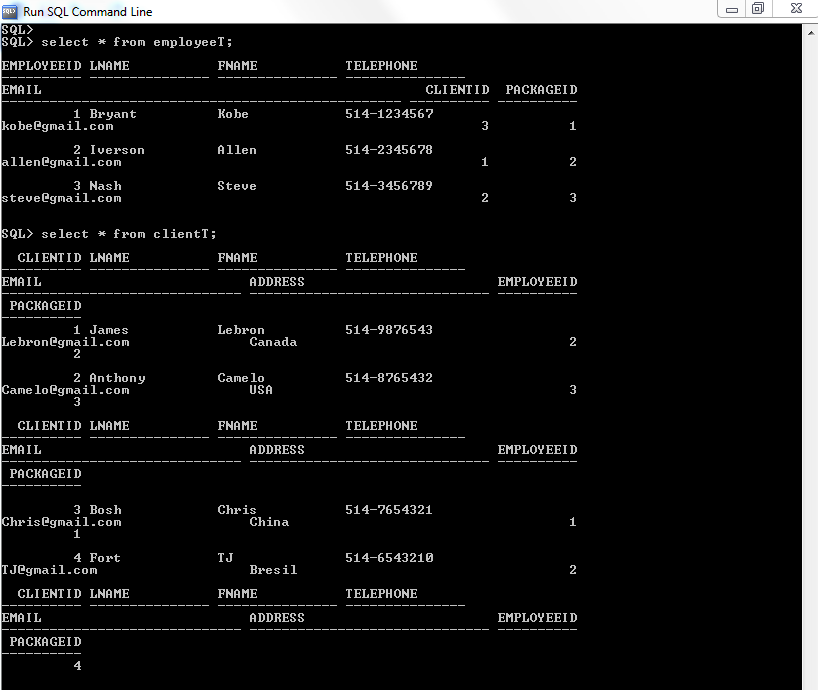 Run SQL Command Line
SQL>
SQL> select * from employeeT;
EMPLOYEEID LNAME FNAME TELEPHONE
---------- --------------- --------------- ---------------
EMAIL CLIENTID PACKAGEID
-------------------------------------------------- ---------- ----------
1 Bryant Kobe 514-1234567
kobe@gmail.com 3 1
2 Iverson Allen 514-2345678
allen@gmail.com 1 2
3 Nash Steve 514-3456789
steve@gmail.com 2 3
SQL> select * from clientT;
CLIENTID LNAME FNAME TELEPHONE
---------- --------------- --------------- ---------------
EMAIL ADDRESS EMPLOYEEID
------------------------------ ------------------------------ ----------
PACKAGEID
----------
1 James Lebron 514-9876543
Lebron@gmail.com Canada 2
2
2 Anthony Camelo 514-8765432
Camelo@gmail.com USA 3
3
CLIENTID LNAME FNAME TELEPHONE
---------- --------------- --------------- ---------------
EMAIL ADDRESS EMPLOYEEID
------------------------------ ------------------------------ ----------
PACKAGEID
----------
3 Bosh Chris 514-7654321
Chris@gmail.com China 1
1
4 Fort TJ 514-6543210
TJ@gmail.com Bresil 2
CLIENTID LNAME FNAME TELEPHONE
---------- --------------- --------------- ---------------
EMAIL ADDRESS EMPLOYEEID
------------------------------ ------------------------------ ----------
PACKAGEID
----------
4